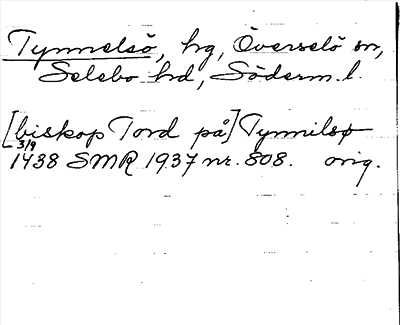 Tynnelsö, hg, Överselö sn,
Selebo hd, Söderm. l.
[biskop Tord på] Tynnilsø
3/9
1438 SMR 1937 nr. 808. orig.